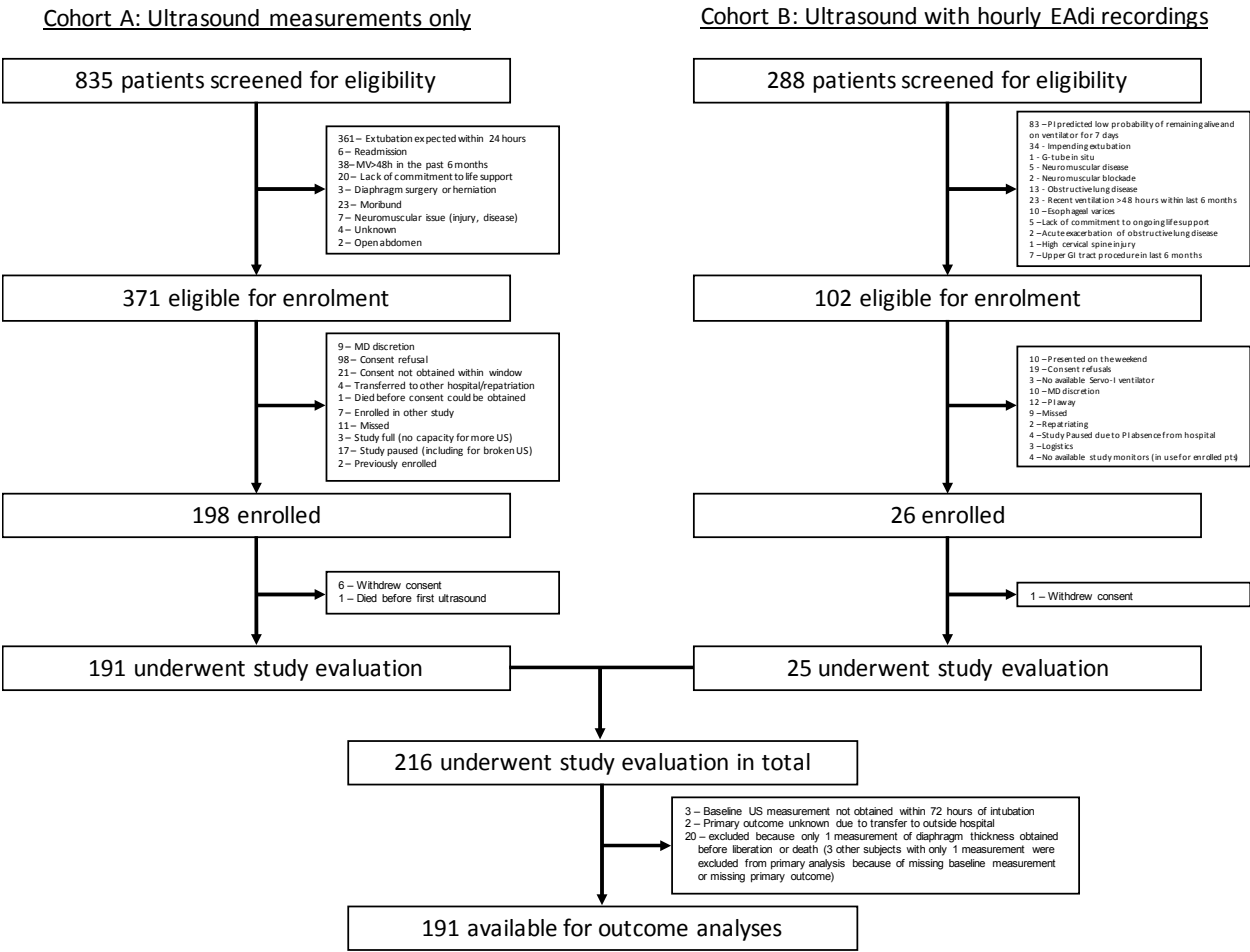 Cohort A: Ultrasound measurements only
835 patients screened for eligibility
361 – Extubation expected within 24 hours
6 – Readmission
38– MV>48h in the past 6 months
20 – Lack of commitment to life support
3 – Diaphragm surgery or herniation
23 – Moribund
7 – Neuromuscular issue (injury, disease)
4 – Unknown
2 – Open abdomen
371 eligible for enrolment
9 – MD discretion
98 – Consent refusal
21 – Consent not obtained within window
4 – Transferred to other hospital/repatriation
1 – Died before consent could be obtained
7 – Enrolled in other study
11 – Missed
3 – Study full (no capacity for more US)
17 – Study paused (including for broken US)
2 – Previously enrolled
198 enrolled
6 – Withdrew consent
1 – Died before first ultrasound
191 underwent study evaluation
Cohort B: Ultrasound with hourly EAdi recordings
288 patients screened for eligibility
83 – PI predicted low probability of remaining alive and
on ventilator for 7 days
34 - Impending extubation
1 - G-tube in situ
5 - Neuromuscular disease
2 - Neuromuscular blockade
13 - Obstructive lung disease
23 - Recent ventilation >48 hours within last 6 months
10 – Esophageal varices
5 – Lack of commitment to ongoing life support
2 – Acute exacerbation of obstructive lung disease
1 – High cervical spine injury
7 – Upper GI tract procedure in last 6 months
102 eligible for enrolment
10 – Presented on the weekend
19 – Consent refusals
3 – No available Servo-I ventilator
10 – MD discretion
12 – PI away
9 – Missed
2 – Repatriating
4 – Study Paused due to PI absence from hospital
3 – Logistics
4 – No available study monitors (in use for enrolled pts)
26 enrolled
1 – Withdrew consent
25 underwent study evaluation
216 underwent study evaluation in total
3 – Baseline US measurement not obtained within 72 hours of intubation
2 – Primary outcome unknown due to transfer to outside hospital
20 – excluded because only 1 measurement of diaphragm thickness obtained
before liberation or death (3 other subjects with only 1 measurement were
excluded from primary analysis because of missing baseline measurement
or missing primary outcome)
191 available for outcome analyses